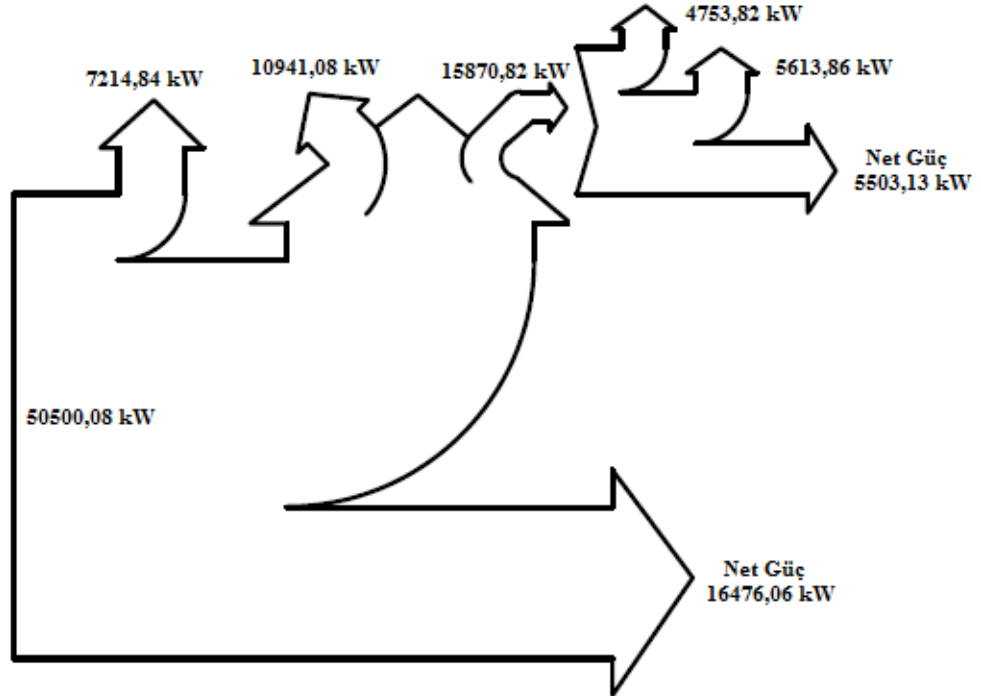 4753,82 kW
7214,84 kW
10941,08 kW
15870,82 kW
5613,86 kW
Net Güç
5503,13 kW
50500,08 kW
Net Güç
16476,06 kW